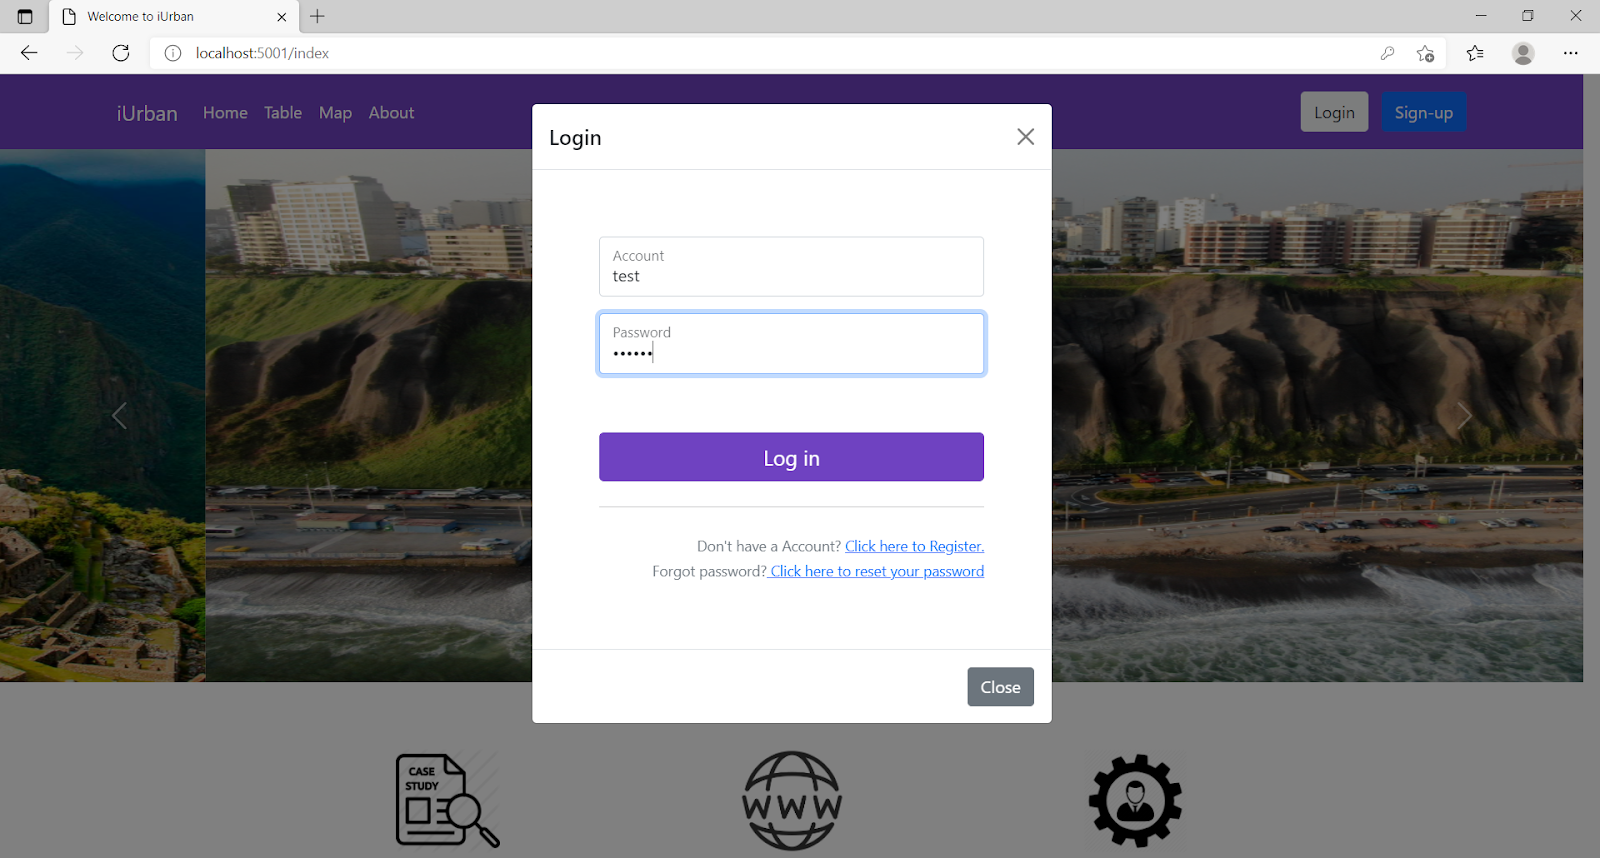 Welcome to iUrban
localhost:5001/index
iUrban Home Table Map About Login Sign-up
Login
Account
test
Password
••••••
Log in
Don't have a Account? Click here to Register.
Forgot password? Click here to reset your password
Close
CASE
STUDY
WWW